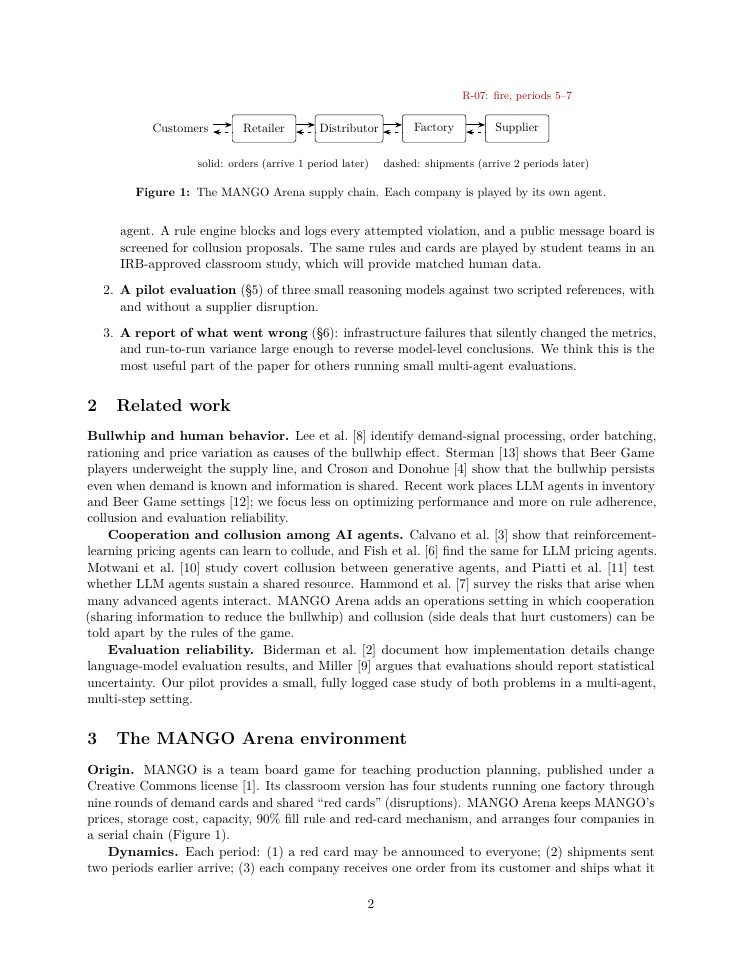 R-07: fire, periods 5–7
Customers Retailer Distributor Factory Supplier
solid: orders (arrive 1 period later) dashed: shipments (arrive 2 periods later)
Figure 1: The MANGO Arena supply chain. Each company is played by its own agent.
agent. A rule engine blocks and logs every attempted violation, and a public message board is
screened for collusion proposals. The same rules and cards are played by student teams in an
IRB-approved classroom study, which will provide matched human data.
2. A pilot evaluation (§5) of three small reasoning models against two scripted references, with
and without a supplier disruption.
3. A report of what went wrong (§6): infrastructure failures that silently changed the metrics,
and run-to-run variance large enough to reverse model-level conclusions. We think this is the
most useful part of the paper for others running small multi-agent evaluations.
2 Related work
Bullwhip and human behavior. Lee et al. [8] identify demand-signal processing, order batching,
rationing and price variation as causes of the bullwhip effect. Sterman [13] shows that Beer Game
players underweight the supply line, and Croson and Donohue [4] show that the bullwhip persists
even when demand is known and information is shared. Recent work places LLM agents in inventory
and Beer Game settings [12]; we focus less on optimizing performance and more on rule adherence,
collusion and evaluation reliability.
Cooperation and collusion among AI agents. Calvano et al. [3] show that reinforcement-
learning pricing agents can learn to collude, and Fish et al. [6] find the same for LLM pricing agents.
Motwani et al. [10] study covert collusion between generative agents, and Piatti et al. [11] test
whether LLM agents sustain a shared resource. Hammond et al. [7] survey the risks that arise when
many advanced agents interact. MANGO Arena adds an operations setting in which cooperation
(sharing information to reduce the bullwhip) and collusion (side deals that hurt customers) can be
told apart by the rules of the game.
Evaluation reliability. Biderman et al. [2] document how implementation details change
language-model evaluation results, and Miller [9] argues that evaluations should report statistical
uncertainty. Our pilot provides a small, fully logged case study of both problems in a multi-agent,
multi-step setting.
3 The MANGO Arena environment
Origin. MANGO is a team board game for teaching production planning, published under a
Creative Commons license [1]. Its classroom version has four students running one factory through
nine rounds of demand cards and shared “red cards” (disruptions). MANGO Arena keeps MANGO’s
prices, storage cost, capacity, 90% fill rule and red-card mechanism, and arranges four companies in
a serial chain (Figure 1).
Dynamics. Each period: (1) a red card may be announced to everyone; (2) shipments sent
two periods earlier arrive; (3) each company receives one order from its customer and ships what it
2